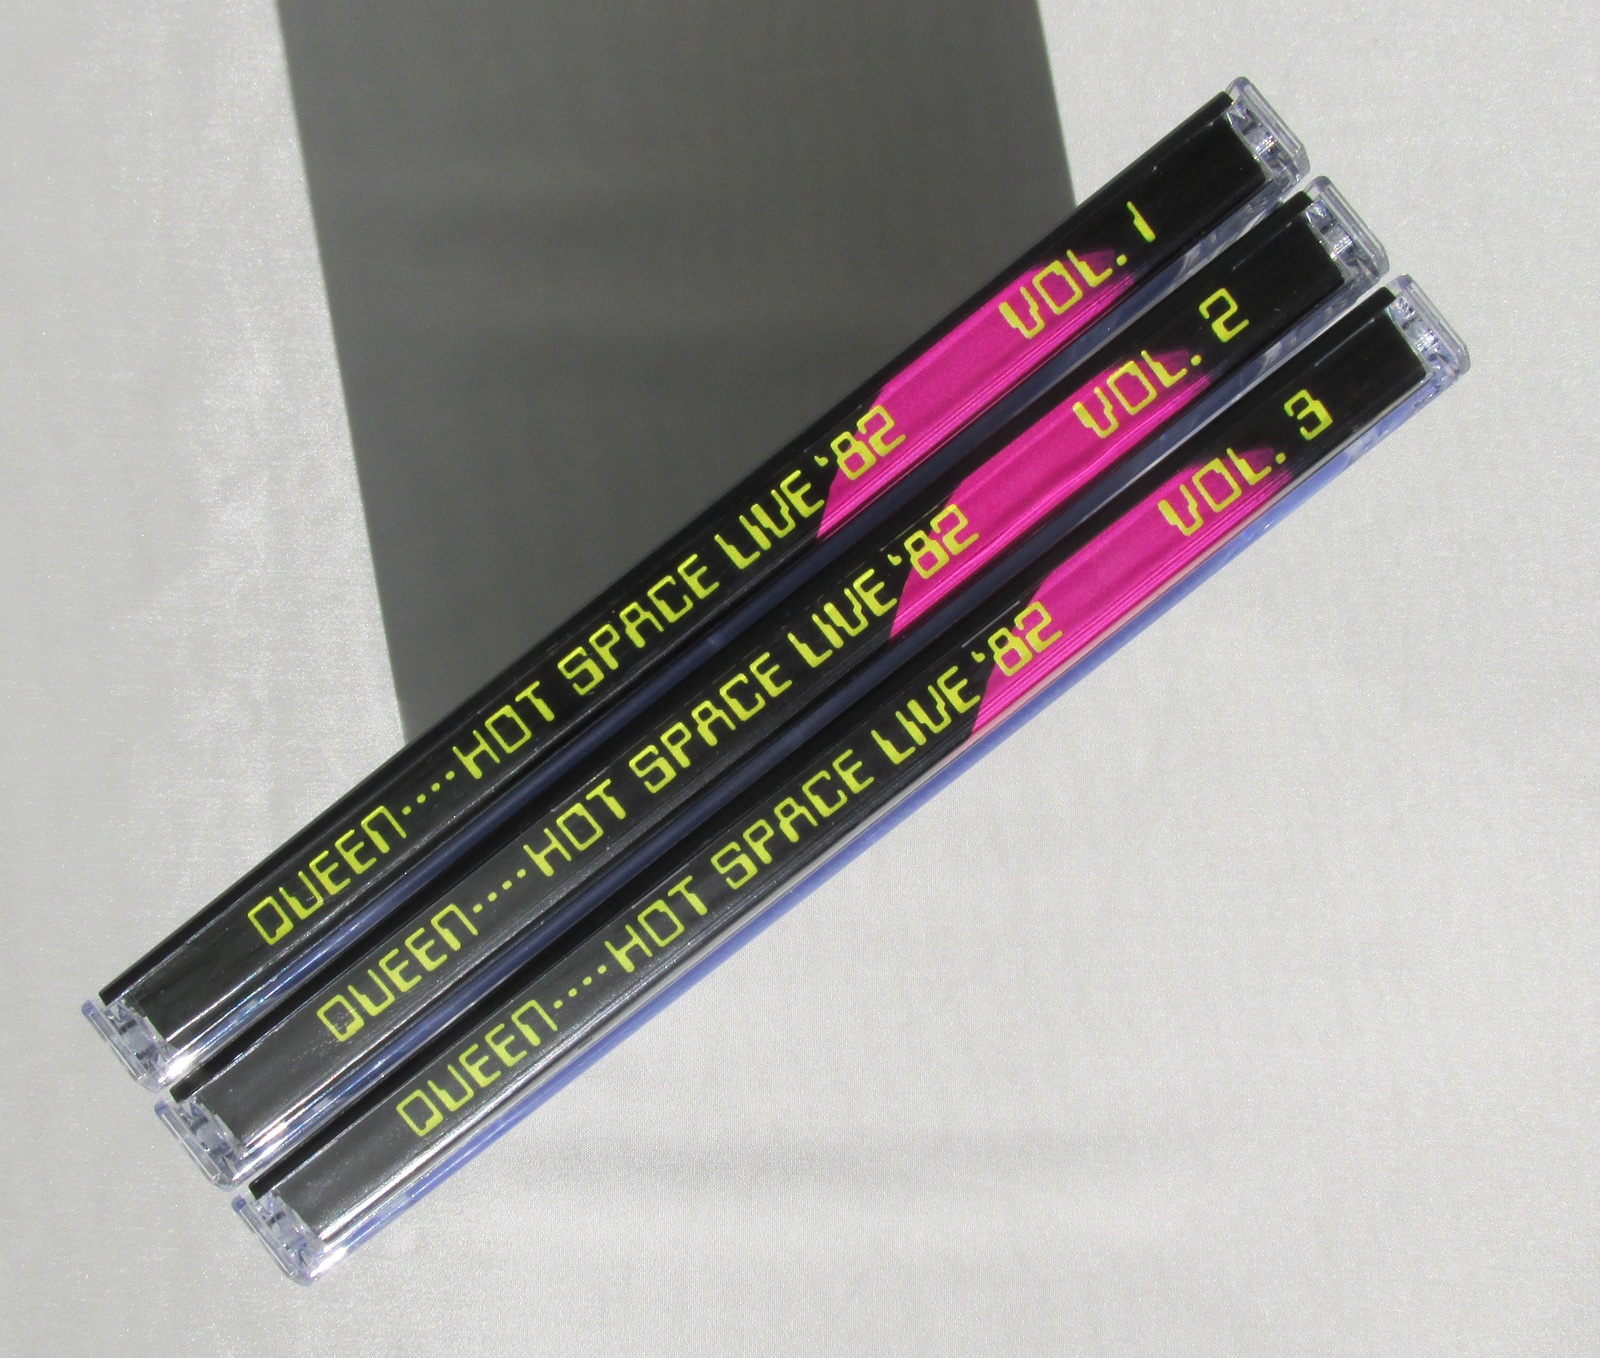 QUEEN····HOT SPACE LIVE '82 VOL. 1
QUEEN····HOT SPACE LIVE '82 VOL. 2
QUEEN····HOT SPACE LIVE '82 VOL. 3